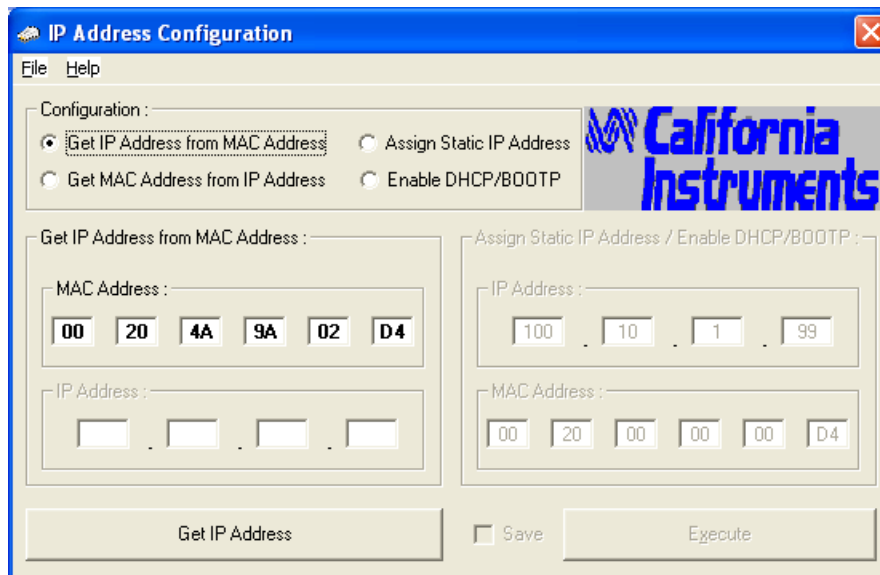 IP Address Configuration
File Help
Configuration :
Get IP Address from MAC Address
Assign Static IP Address
Get MAC Address from IP Address
Enable DHCP/BOOTP
California
Instruments
Get IP Address from MAC Address :
MAC Address :
00 20 4A 9A 02 D4
IP Address :
. . .
Get IP Address
Assign Static IP Address / Enable DHCP/BOOTP :
IP Address :
100 . 10 . 1 . 99
MAC Address :
00 20 00 00 00 D4
Save
Execute